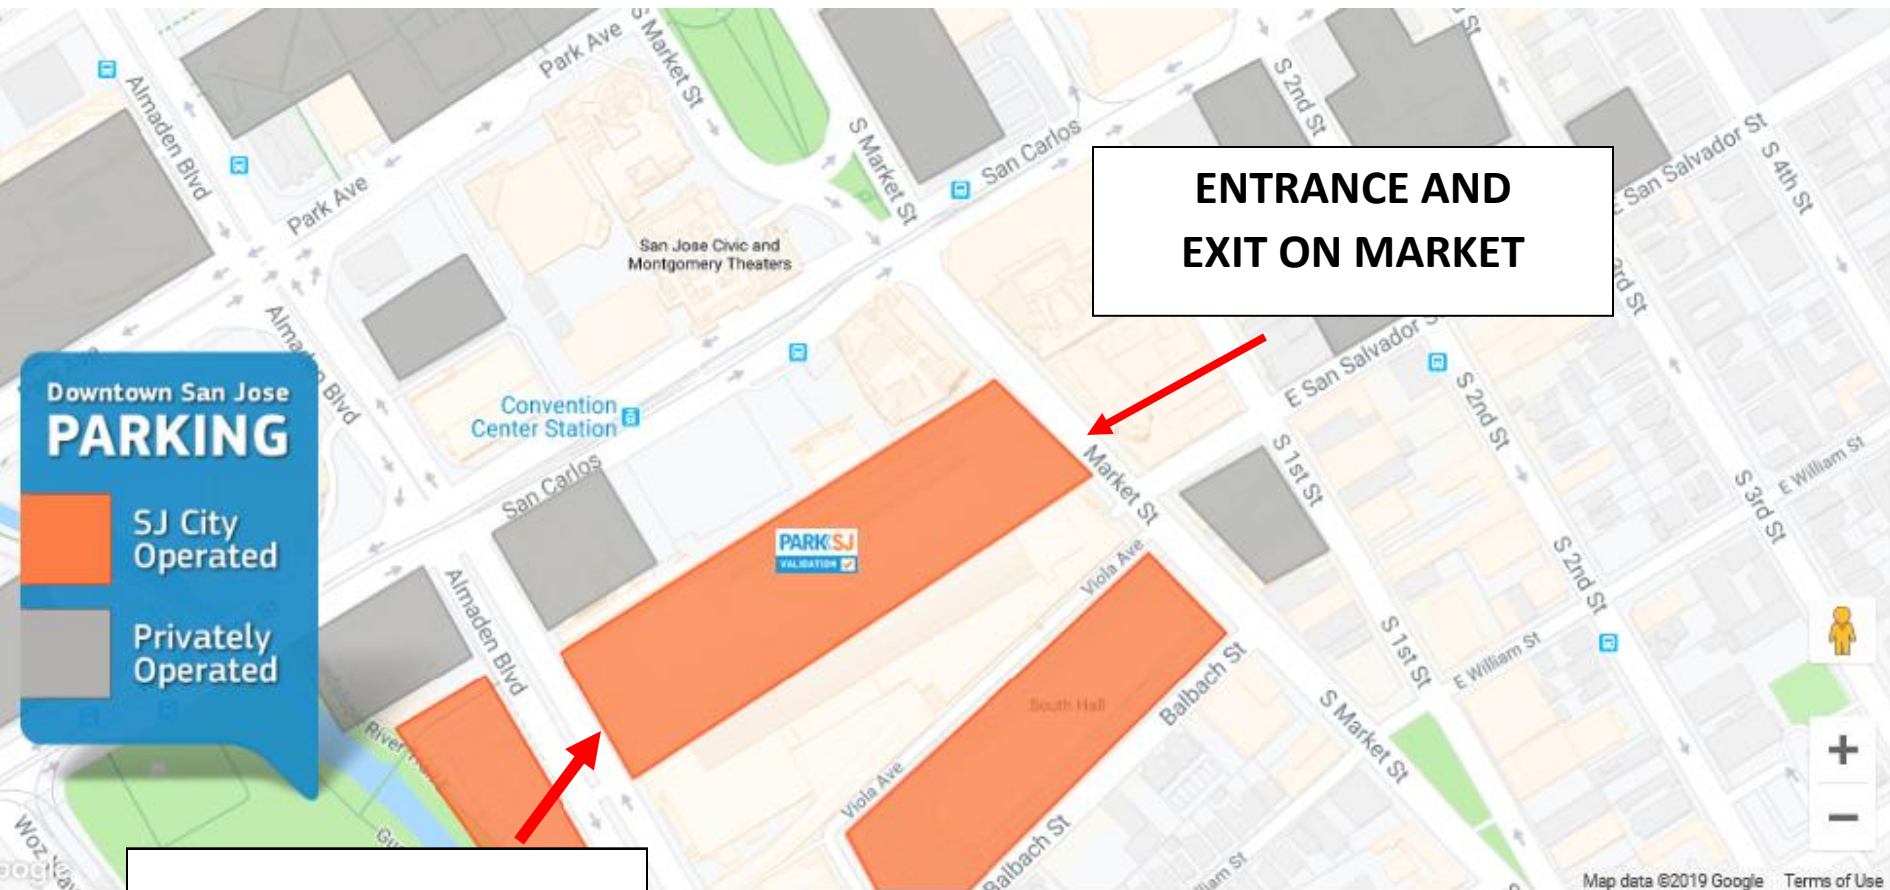 Park Ave
S Market St
Almaden Blvd
S 2nd St
S Market St
San Carlos
San Salvador St
S 4th St
Park Ave
ENTRANCE AND
EXIT ON MARKET
San Jose Civic and
Montgomery Theaters
3rd St
Almaden Blvd
E San Salvador
Downtown San Jose
PARKING
SJ City
Operated
Privately
Operated
Convention
Center Station
San Carlos
S 2nd St
Market St
S 1st St
E William St
S 3rd St
PARK SJ
VALIDATION
Viola Ave
S 2nd St
Almaden Blvd
S 1st St
E William St
Balbach St
South Hall
S Market St
River
Viola Ave
Balbach St
Woz
Map data ©2019 Google
Terms of Use